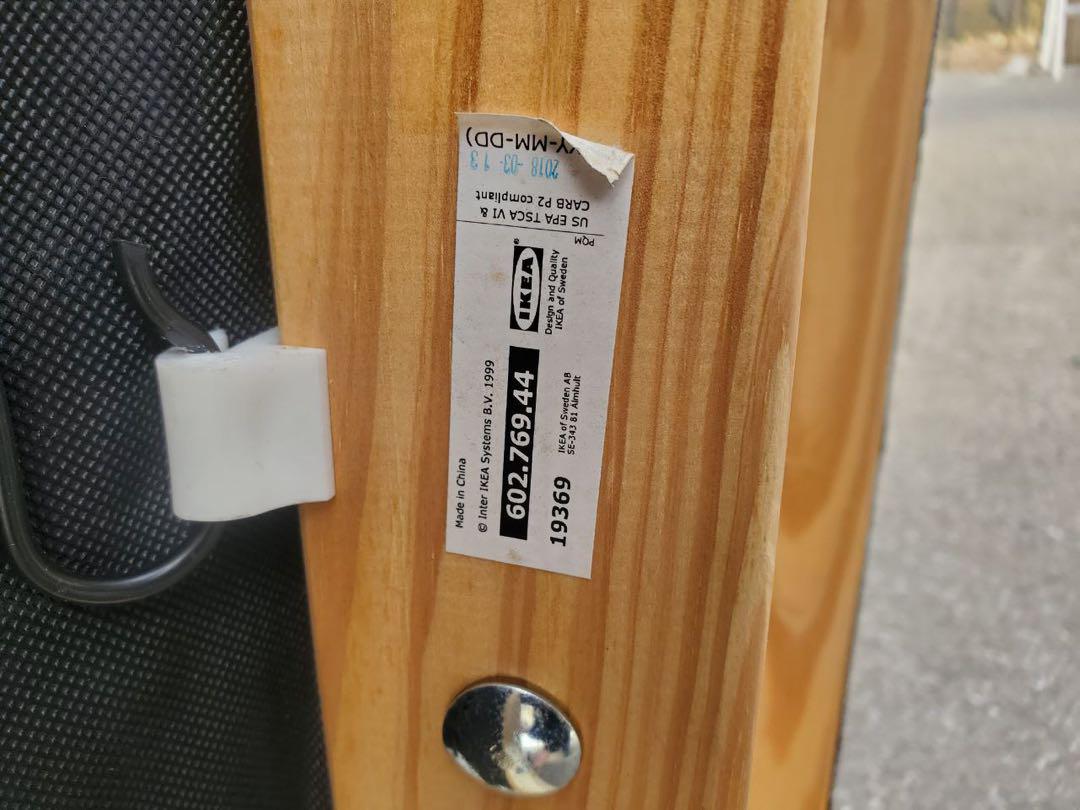 Made in China
© Inter IKEA Systems B.V. 1999
602.769.44
19369
IKEA of Sweden AB
SE-343 81 Älmhult
IKEA®
Design and Quality
IKEA of Sweden
PQM
US EPA TSCA VI &
CARB P2 compliant
2018 -03- 13
YY-MM-DD)